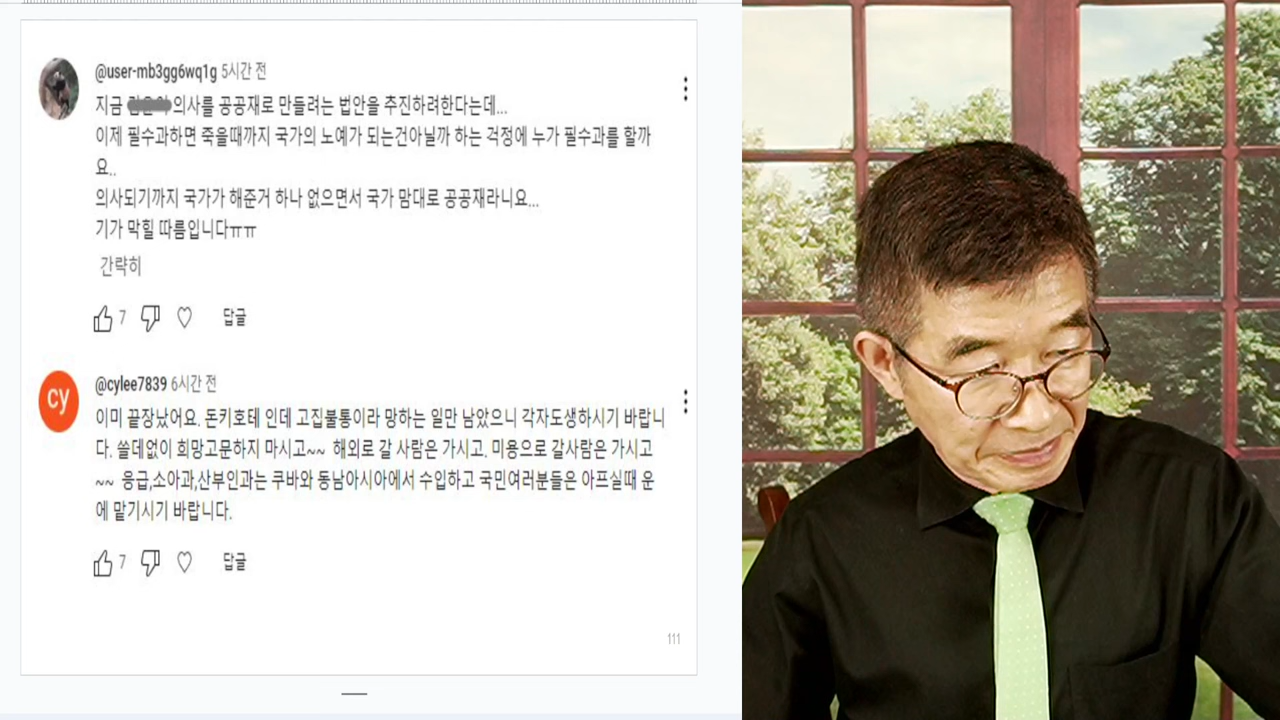 @user-mb3gg6wq1g 5시간 전
지금 의사를 공공재로 만들려는 법안을 추진하려한다는데...
이제 필수과하면 죽을때까지 국가의 노예가 되는건아닐까 하는 걱정에 누가 필수과를 할까
요..
의사되기까지 국가가 해준거 하나 없으면서 국가 맘대로 공공재라니요...
기가 막힐 따름입니다ㅠㅠ
간략히
7 답글
cy
@cylee7839 6시간 전
이미 끝장났어요. 돈키호테 인데 고집불통이라 망하는 일만 남았으니 각자도생하시기 바랍니
다. 쓸데없이 희망고문하지 마시고~~ 해외로 갈 사람은 가시고. 미용으로 갈사람은 가시고
~~ 응급,소아과,산부인과는 쿠바와 동남아시아에서 수입하고 국민여러분들은 아프실때 운
에 맡기시기 바랍니다.
7 답글
111